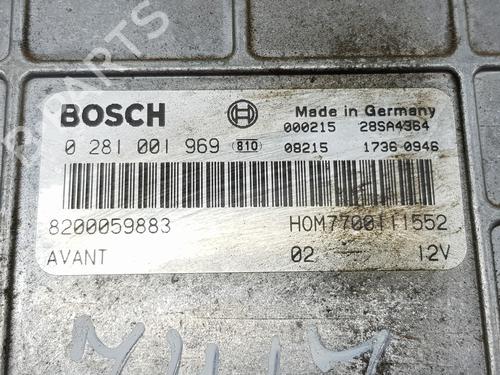 BOSCH
Made in Germany
000215 28SA4364
0 281 001 969 810 08215 1736 0946
8200059883 HOM7700111552
AVANT 02 12V